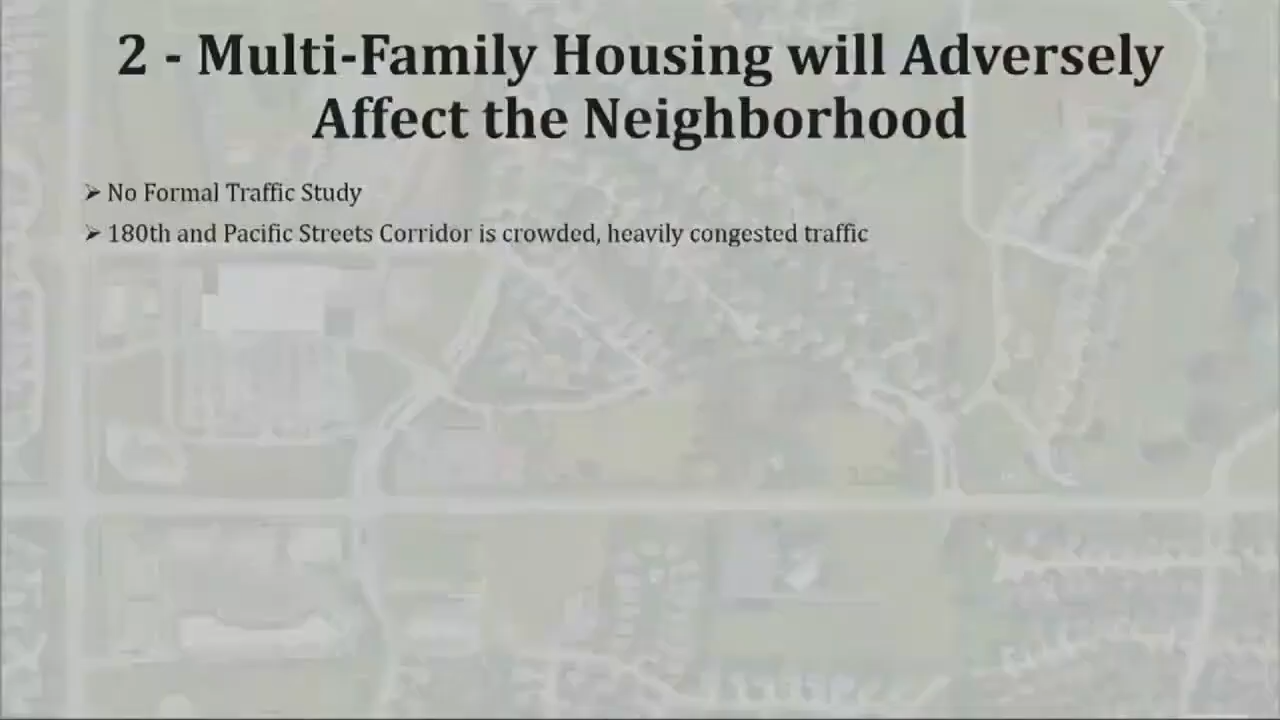 2 - Multi-Family Housing will Adversely
Affect the Neighborhood
➢ No Formal Traffic Study
➢ 180th and Pacific Streets Corridor is crowded, heavily congested traffic